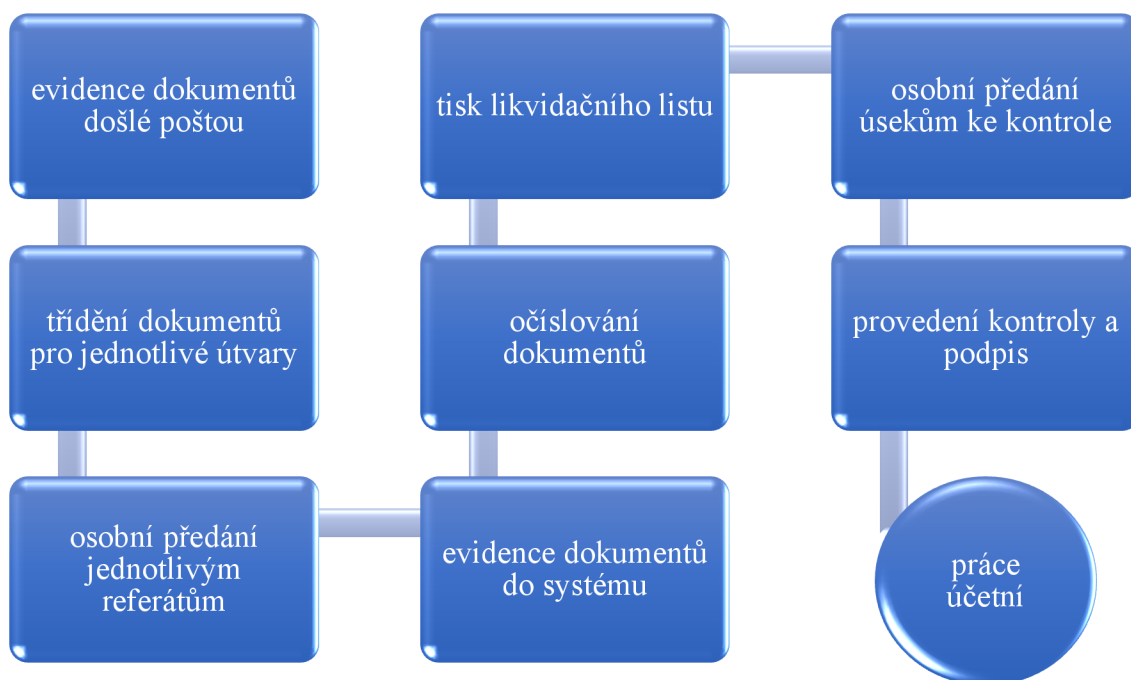 evidence dokumentů
došlé poštou
třídění dokumentů
pro jednotlivé útvary
osobní předání
jednotlivým
referátům
evidence dokumentů
do systému
očíslování
dokumentů
tisk likvidačního listu
osobní předání
úsekům ke kontrole
provedení kontroly a
podpis
práce
účetní